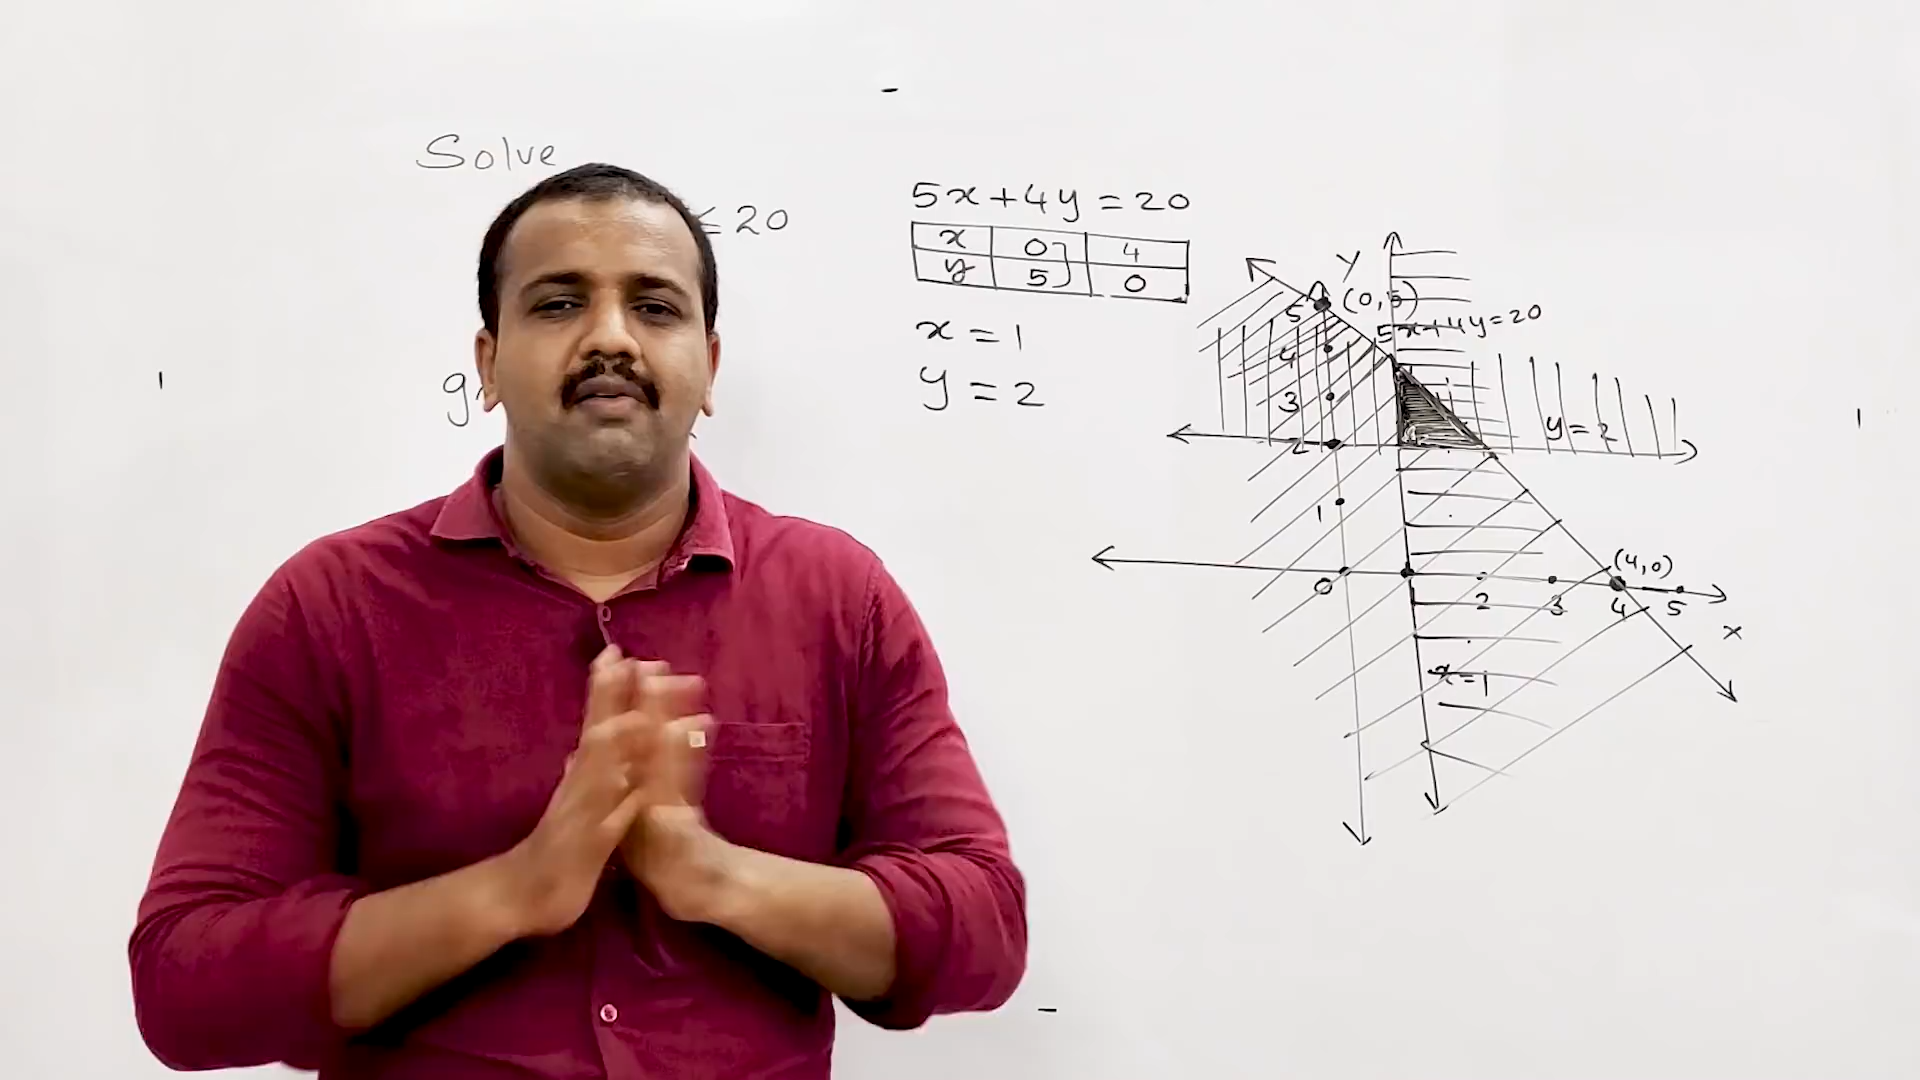 Solve
≤ 20
5x+4y = 20
x 0 4
y 5 0
x = 1
y = 2
Y
5 (0,5)
5x+4y=20
4
3
y=2
2
1
(4,0)
0 2 3 4 5
x
x=1